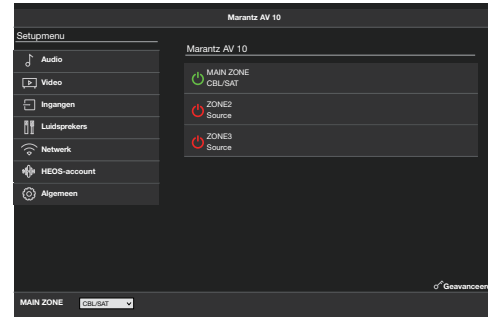 Marantz AV 10
Setupmenu
Audio
Video
Ingangen
Luidsprekers
Netwerk
HEOS-account
Algemeen
Marantz AV 10
MAIN ZONE
CBL/SAT
ZONE2
Source
ZONE3
Source
Geavanceer
MAIN ZONE CBL/SAT